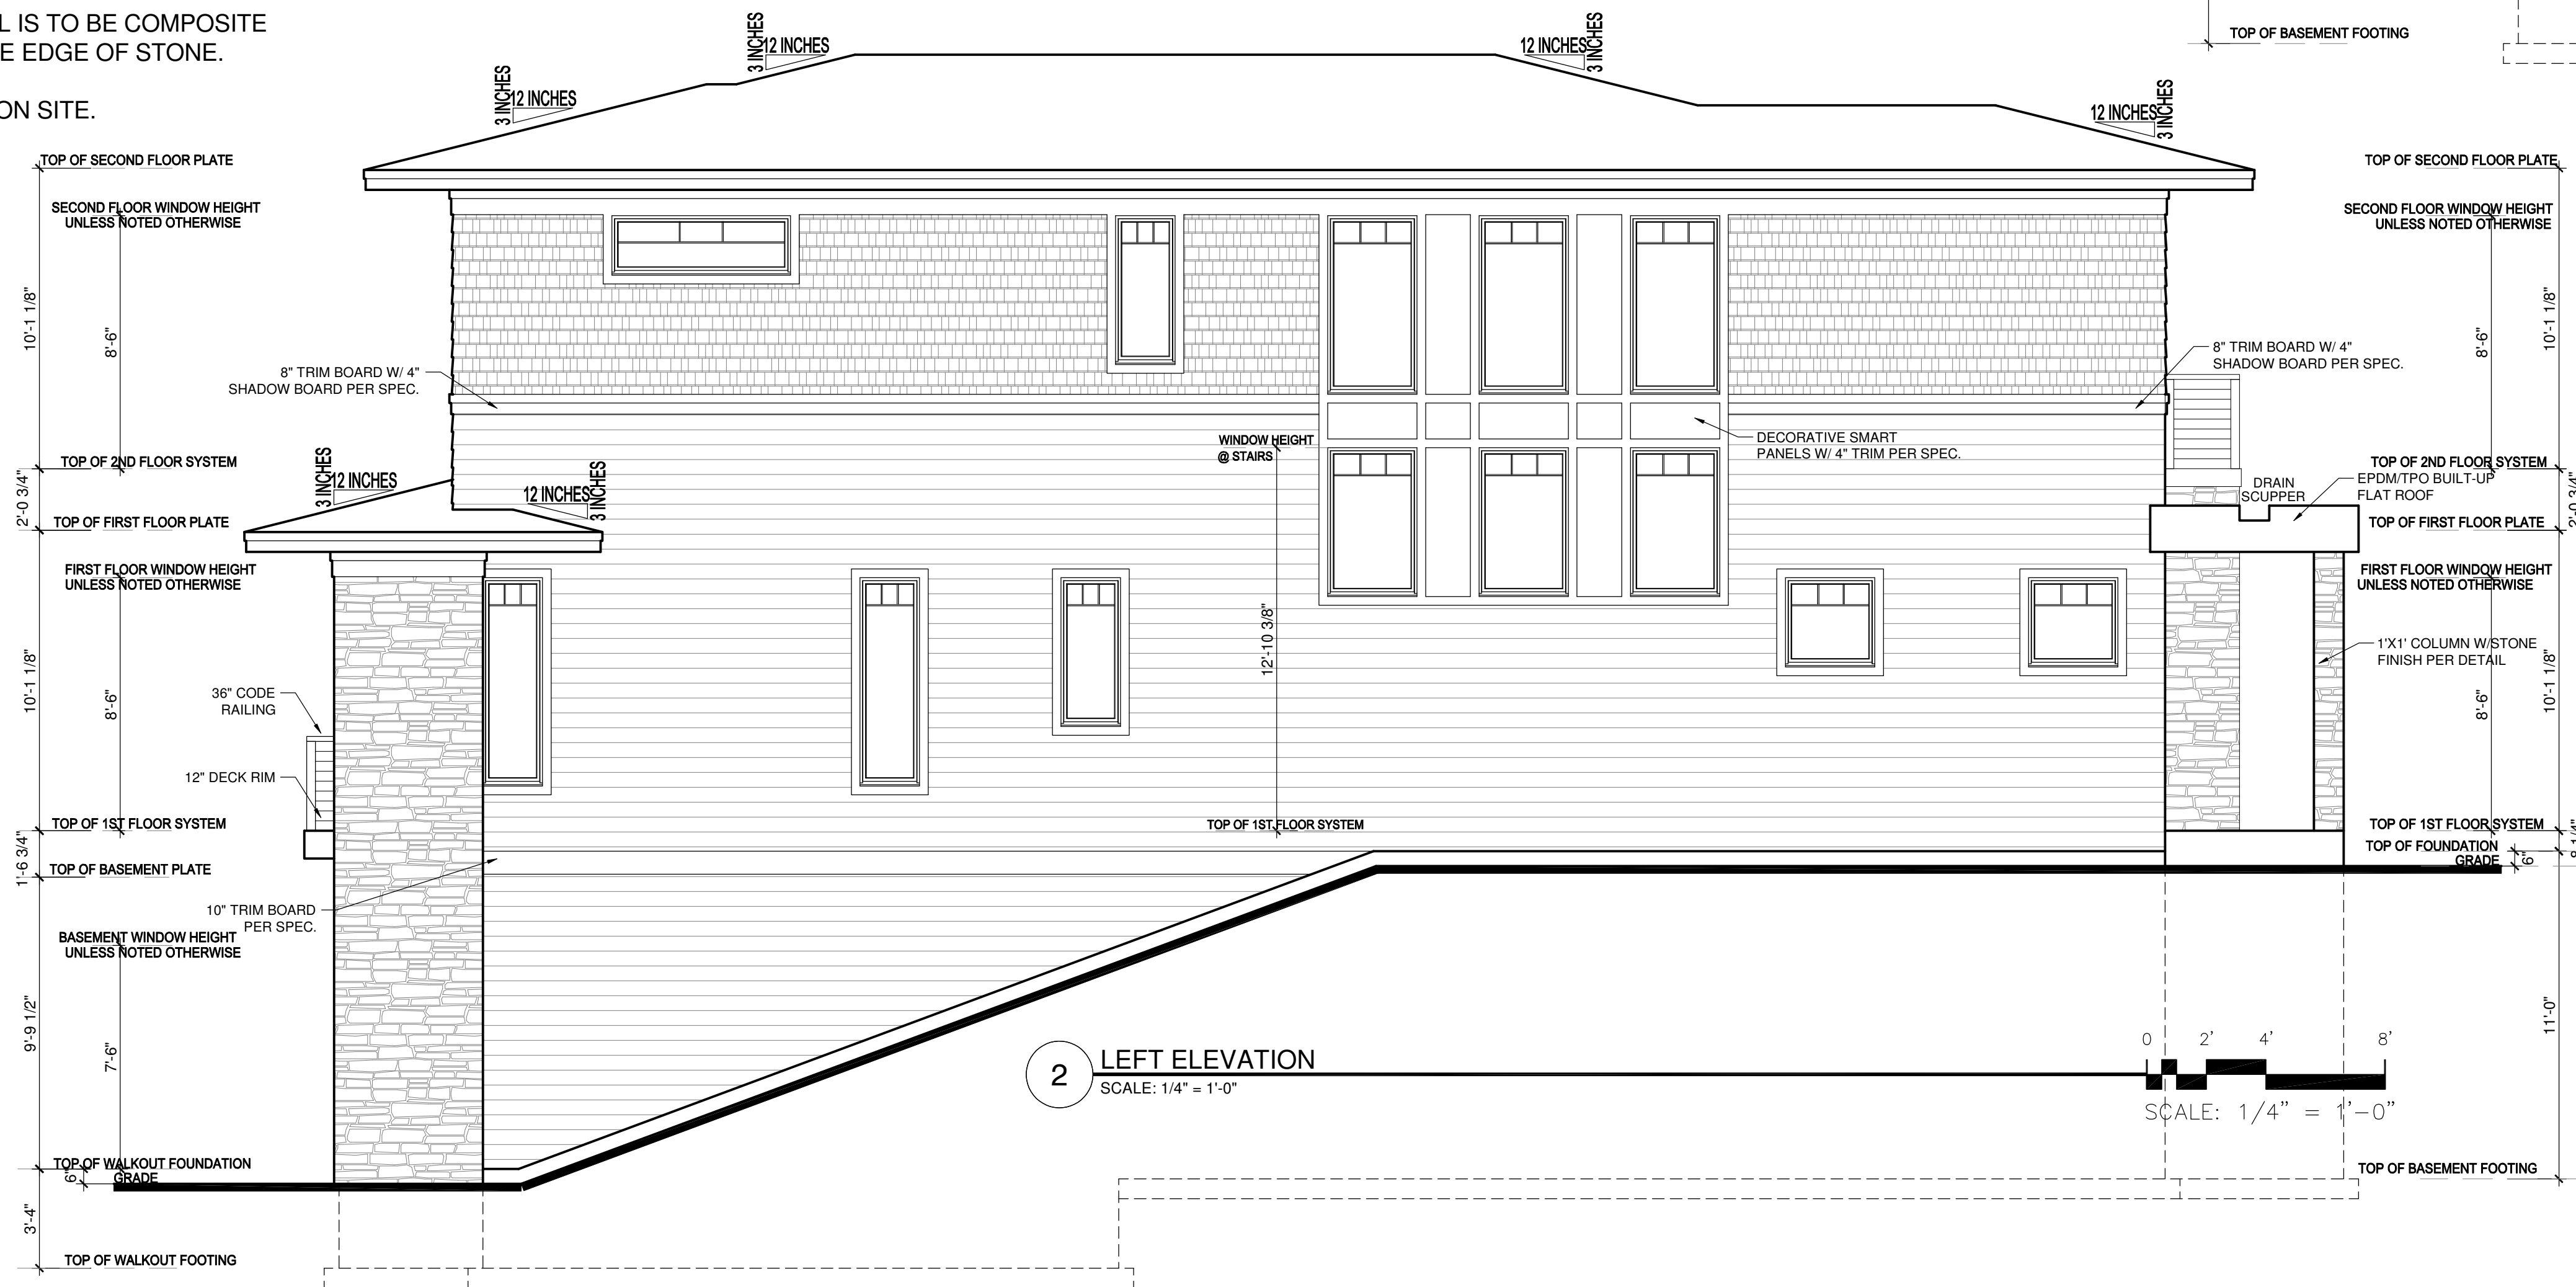 L IS TO BE COMPOSITE
E EDGE OF STONE.
ON SITE.
3 INCHES
12 INCHES
3 INCHES
12 INCHES
12 INCHES
3 INCHES
12 INCHES
3 INCHES
TOP OF BASEMENT FOOTING
TOP OF SECOND FLOOR PLATE
SECOND FLOOR WINDOW HEIGHT
UNLESS NOTED OTHERWISE
10'-1 1/8"
8'-6"
8" TRIM BOARD W/ 4"
SHADOW BOARD PER SPEC.
TOP OF 2ND FLOOR SYSTEM
2'-0 3/4"
3 INCHES
12 INCHES
12 INCHES
3 INCHES
TOP OF FIRST FLOOR PLATE
FIRST FLOOR WINDOW HEIGHT
UNLESS NOTED OTHERWISE
10'-1 1/8"
8'-6"
36" CODE
RAILING
12" DECK RIM
TOP OF 1ST FLOOR SYSTEM
1'-6 3/4"
TOP OF BASEMENT PLATE
10" TRIM BOARD
PER SPEC.
BASEMENT WINDOW HEIGHT
UNLESS NOTED OTHERWISE
9'-9 1/2"
7'-6"
TOP OF WALKOUT FOUNDATION
GRADE
6"
3'-4"
TOP OF WALKOUT FOOTING
WINDOW HEIGHT
@ STAIRS
12'-10 3/8"
TOP OF 1ST FLOOR SYSTEM
DECORATIVE SMART
PANELS W/ 4" TRIM PER SPEC.
TOP OF SECOND FLOOR PLATE
SECOND FLOOR WINDOW HEIGHT
UNLESS NOTED OTHERWISE
8'-6"
10'-1 1/8"
8" TRIM BOARD W/ 4"
SHADOW BOARD PER SPEC.
TOP OF 2ND FLOOR SYSTEM
DRAIN
SCUPPER
EPDM/TPO BUILT-UP
FLAT ROOF
2'-0 3/4"
TOP OF FIRST FLOOR PLATE
FIRST FLOOR WINDOW HEIGHT
UNLESS NOTED OTHERWISE
1'X1' COLUMN W/STONE
FINISH PER DETAIL
8'-6"
10'-1 1/8"
TOP OF 1ST FLOOR SYSTEM
TOP OF FOUNDATION
GRADE
6"
8 1/4"
11'-0"
TOP OF BASEMENT FOOTING
2
LEFT ELEVATION
SCALE: 1/4" = 1'-0"
0 2' 4' 8'
SCALE: 1/4" = 1'-0"